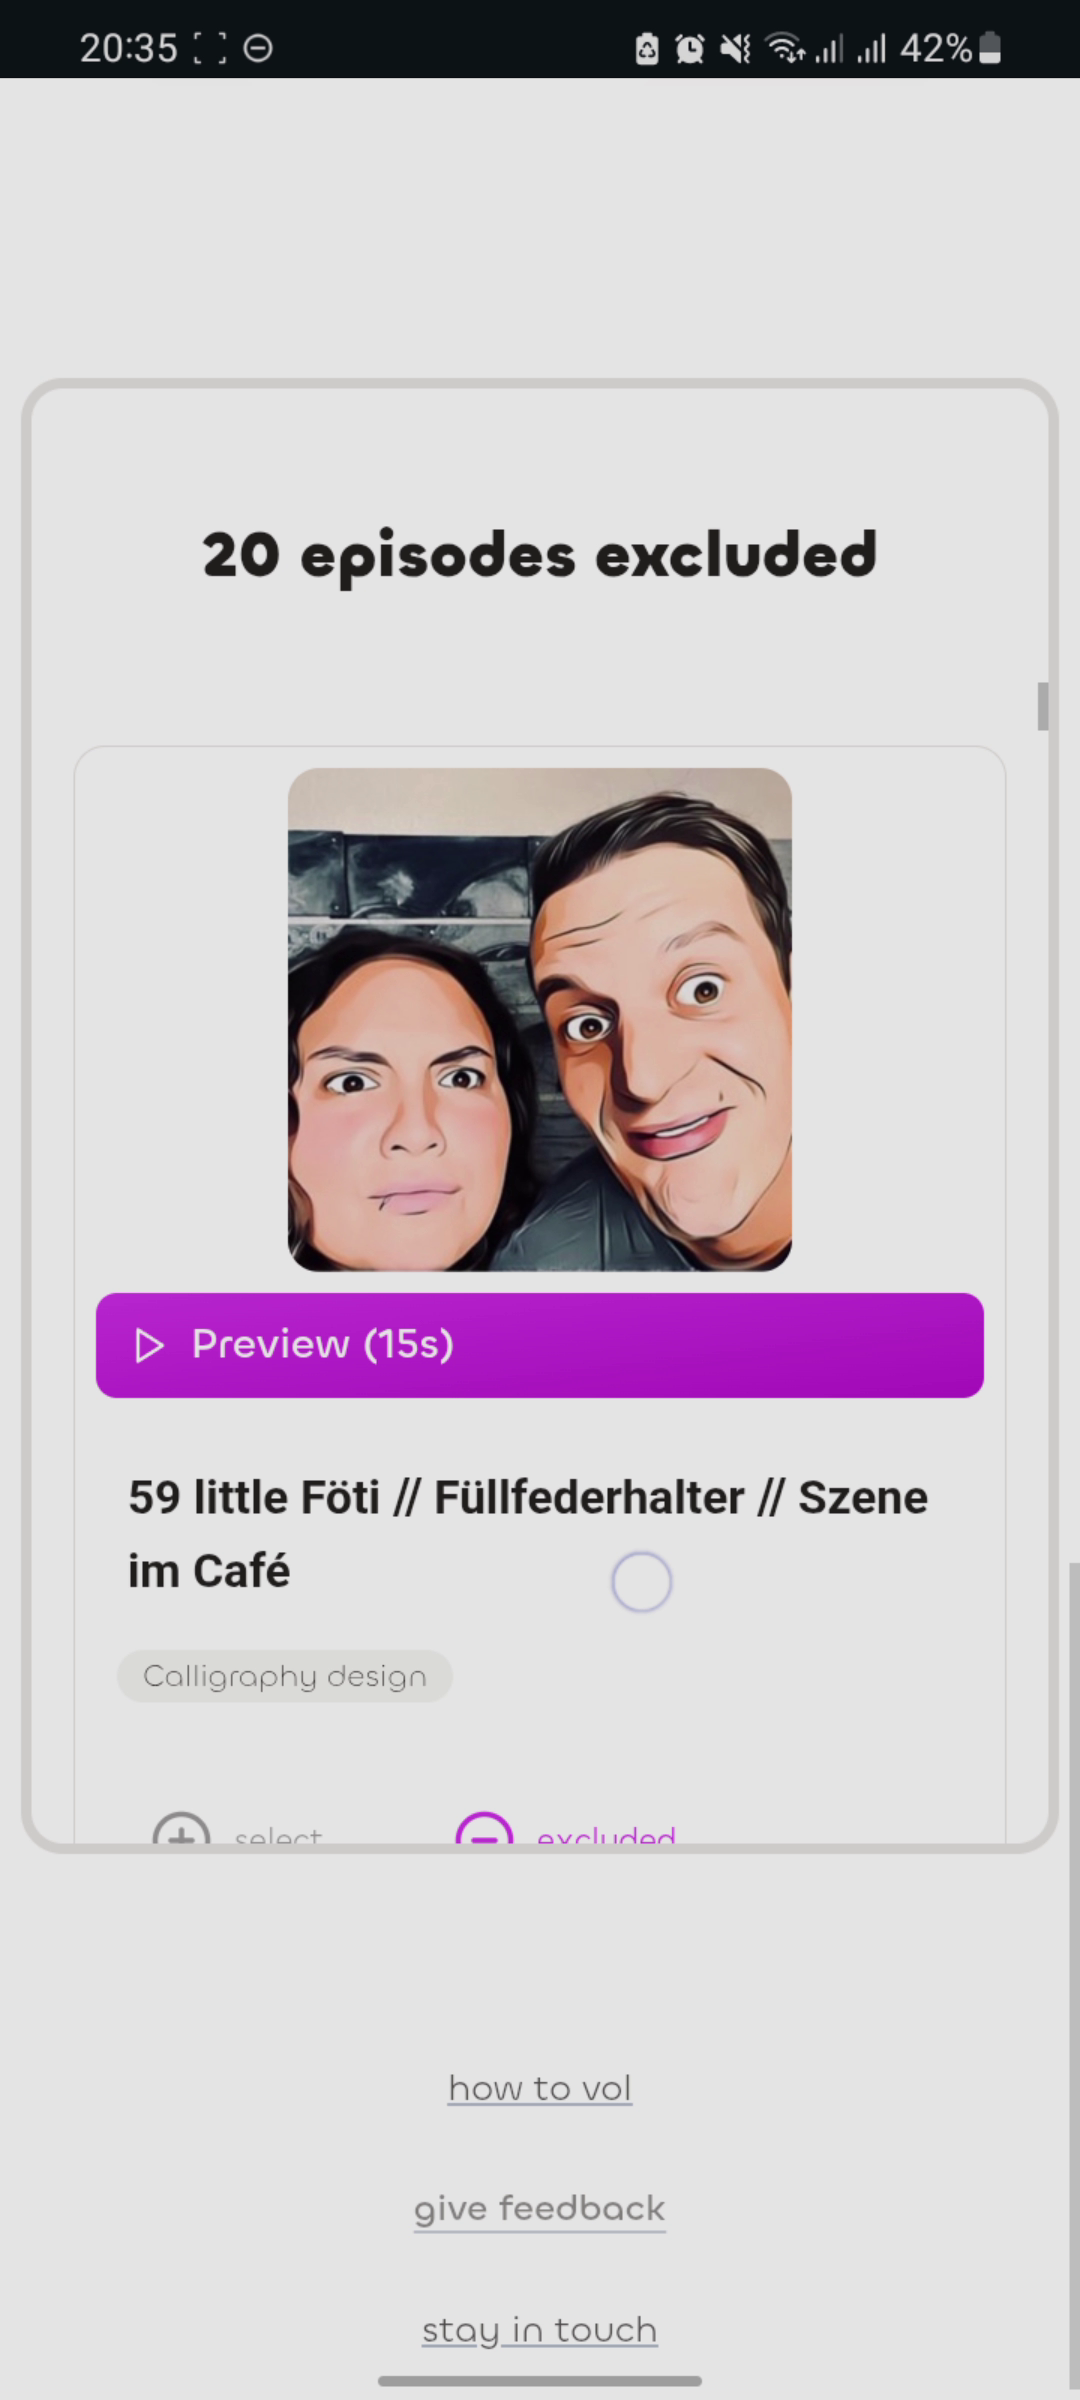 20:35 42%
20 episodes excluded
Preview (15s)
59 little Föti // Füllfederhalter // Szene
im Café
Calligraphy design
select excluded
how to vol
give feedback
stay in touch